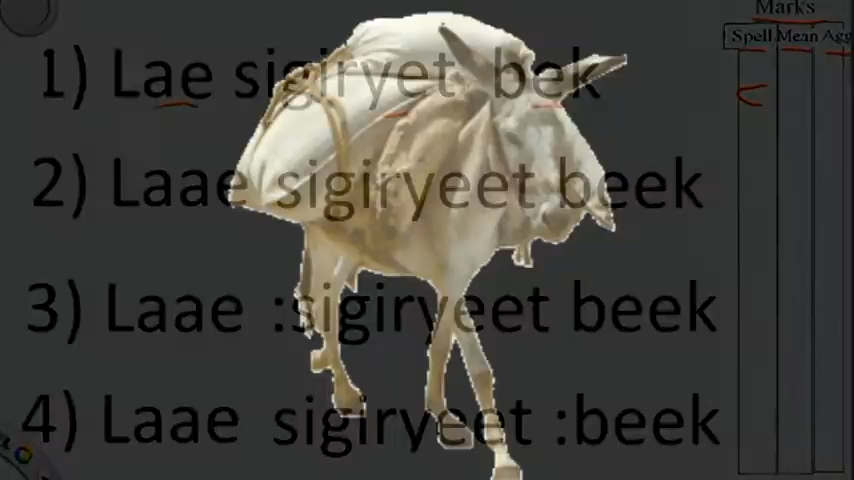 Marks
Spell Mean Agg
1) Lae sigiryet bek
2) Laae sigiryeet beek
3) Laae :sigiryeet beek
4) Laae sigiryeet :beek